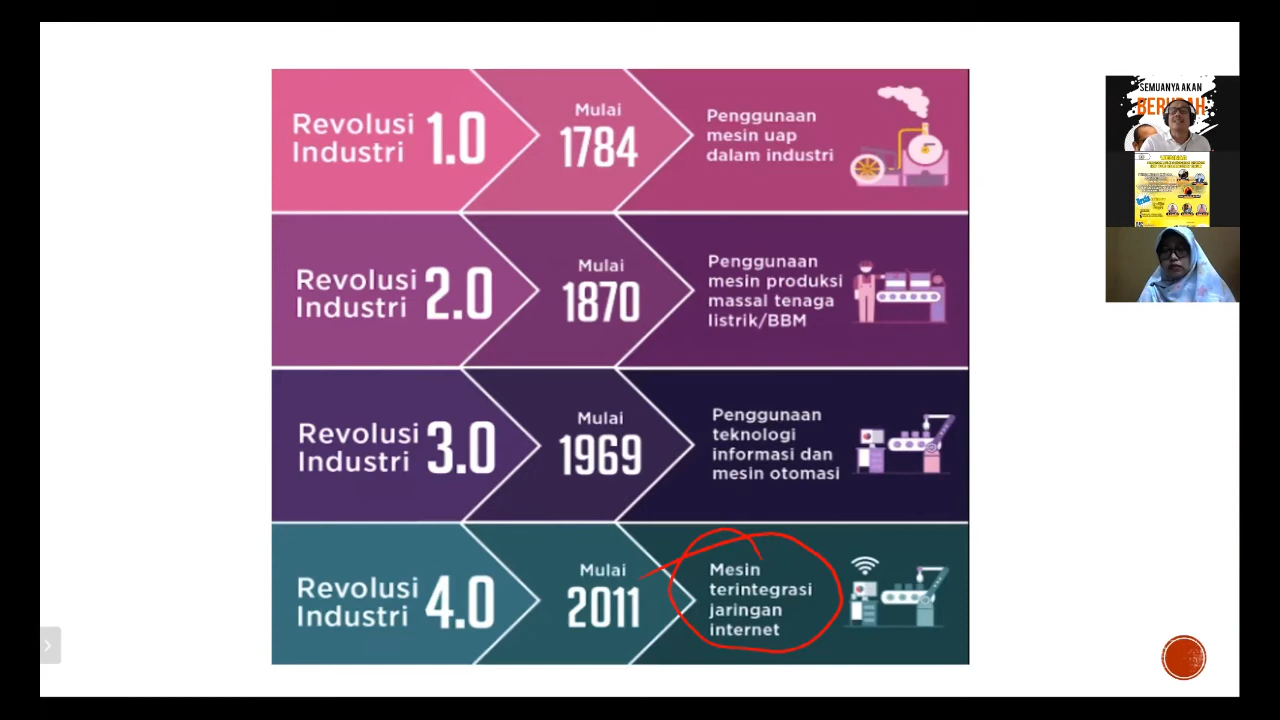 Revolusi
Industri 1.0
Mulai
1784
Penggunaan
mesin uap
dalam industri
Revolusi
Industri 2.0
Mulai
1870
Penggunaan
mesin produksi
massal tenaga
listrik/BBM
Revolusi
Industri 3.0
Mulai
1969
Penggunaan
teknologi
informasi dan
mesin otomasi
Revolusi
Industri 4.0
Mulai
2011
Mesin
terintegrasi
jaringan
internet
SEMUANYA AKAN
WEBINAR